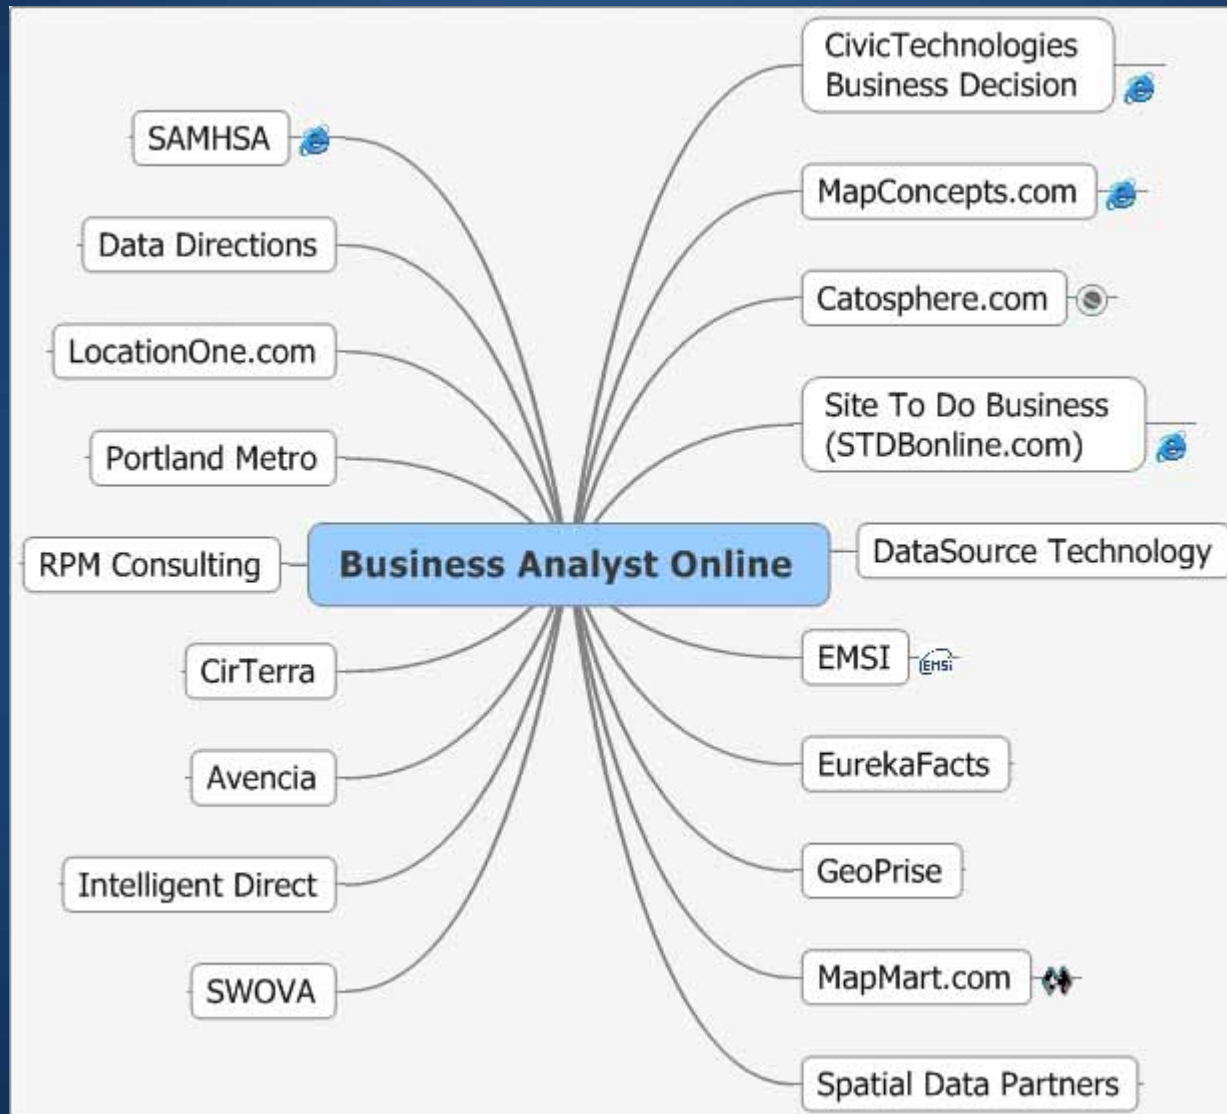 CivicTechnologies
Business Decision
SAMHSA
MapConcepts.com
Data Directions
Catosphere.com
LocationOne.com
Site To Do Business
(STDBonline.com)
Portland Metro
RPM Consulting
Business Analyst Online
DataSource Technology
CirTerra
EMSI
EMSi
Avencia
EurekaFacts
Intelligent Direct
GeoPrise
SWOVA
MapMart.com
Spatial Data Partners